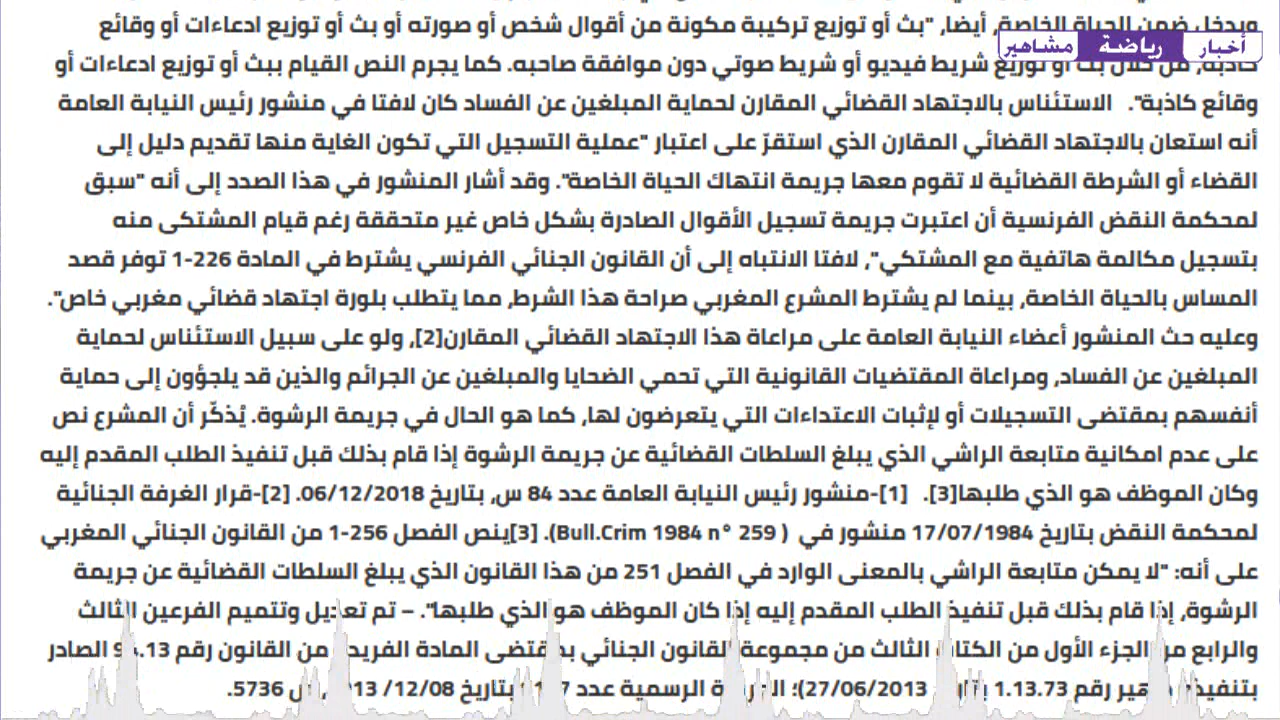 ويدخل ضمن الحياة الخاصة، أيضا، "بث أو توزيع تركيبة مكونة من أقوال شخص أو صورته أو بث أو توزيع ادعاءات أو وقائع
أخبار رياضة مشاهير
كاذبة، من خلال بث أو توزيع شريط فيديو أو شريط صوتي دون موافقة صاحبه. كما يجرم النص القيام ببث أو توزيع ادعاءات أو
وقائع كاذبة". الاستئناس بالاجتهاد القضائي المقارن لحماية المبلغين عن الفساد كان لافتا في منشور رئيس النيابة العامة
أنه استعان بالاجتهاد القضائي المقارن الذي استقرّ على اعتبار "عملية التسجيل التي تكون الغاية منها تقديم دليل إلى
القضاء أو الشرطة القضائية لا تقوم معها جريمة انتهاك الحياة الخاصة". وقد أشار المنشور في هذا الصدد إلى أنه "سبق
لمحكمة النقض الفرنسية أن اعتبرت جريمة تسجيل الأقوال الصادرة بشكل خاص غير متحققة رغم قيام المشتكى منه
بتسجيل مكالمة هاتفية مع المشتكي"، لافتا الانتباه إلى أن القانون الجنائي الفرنسي يشترط في المادة 226-1 توفر قصد
المساس بالحياة الخاصة، بينما لم يشترط المشرع المغربي صراحة هذا الشرط، مما يتطلب بلورة اجتهاد قضائي مغربي خاص".
وعليه حث المنشور أعضاء النيابة العامة على مراعاة هذا الاجتهاد القضائي المقارن[2]، ولو على سبيل الاستئناس لحماية
المبلغين عن الفساد، ومراعاة المقتضيات القانونية التي تحمي الضحايا والمبلغين عن الجرائم والذين قد يلجؤون إلى حماية
أنفسهم بمقتضى التسجيلات أو لإثبات الاعتداءات التي يتعرضون لها، كما هو الحال في جريمة الرشوة. يُذكّر أن المشرع نص
على عدم امكانية متابعة الراشي الذي يبلغ السلطات القضائية عن جريمة الرشوة إذا قام بذلك قبل تنفيذ الطلب المقدم إليه
وكان الموظف هو الذي طلبها[3]. [1]-منشور رئيس النيابة العامة عدد 84 س، بتاريخ 06/12/2018. [2]-قرار الغرفة الجنائية
لمحكمة النقض بتاريخ 17/07/1984 منشور في ( Bull.Crim 1984 n° 259). [3]ينص الفصل 256-1 من القانون الجنائي المغربي
على أنه: "لا يمكن متابعة الراشي بالمعنى الوارد في الفصل 251 من هذا القانون الذي يبلغ السلطات القضائية عن جريمة
الرشوة، إذا قام بذلك قبل تنفيذ الطلب المقدم إليه إذا كان الموظف هو الذي طلبها". – تم تعديل وتتميم الفرعين الثالث
والرابع من الجزء الأول من الكتاب الثالث من مجموعة القانون الجنائي بمقتضى المادة الفريدة من القانون رقم 94.13 الصادر
بتنفيذه ظهير رقم 1.13.73 بتاريخ (27/06/2013)؛ الجريدة الرسمية عدد بتاريخ 12/08/ ص 5736.